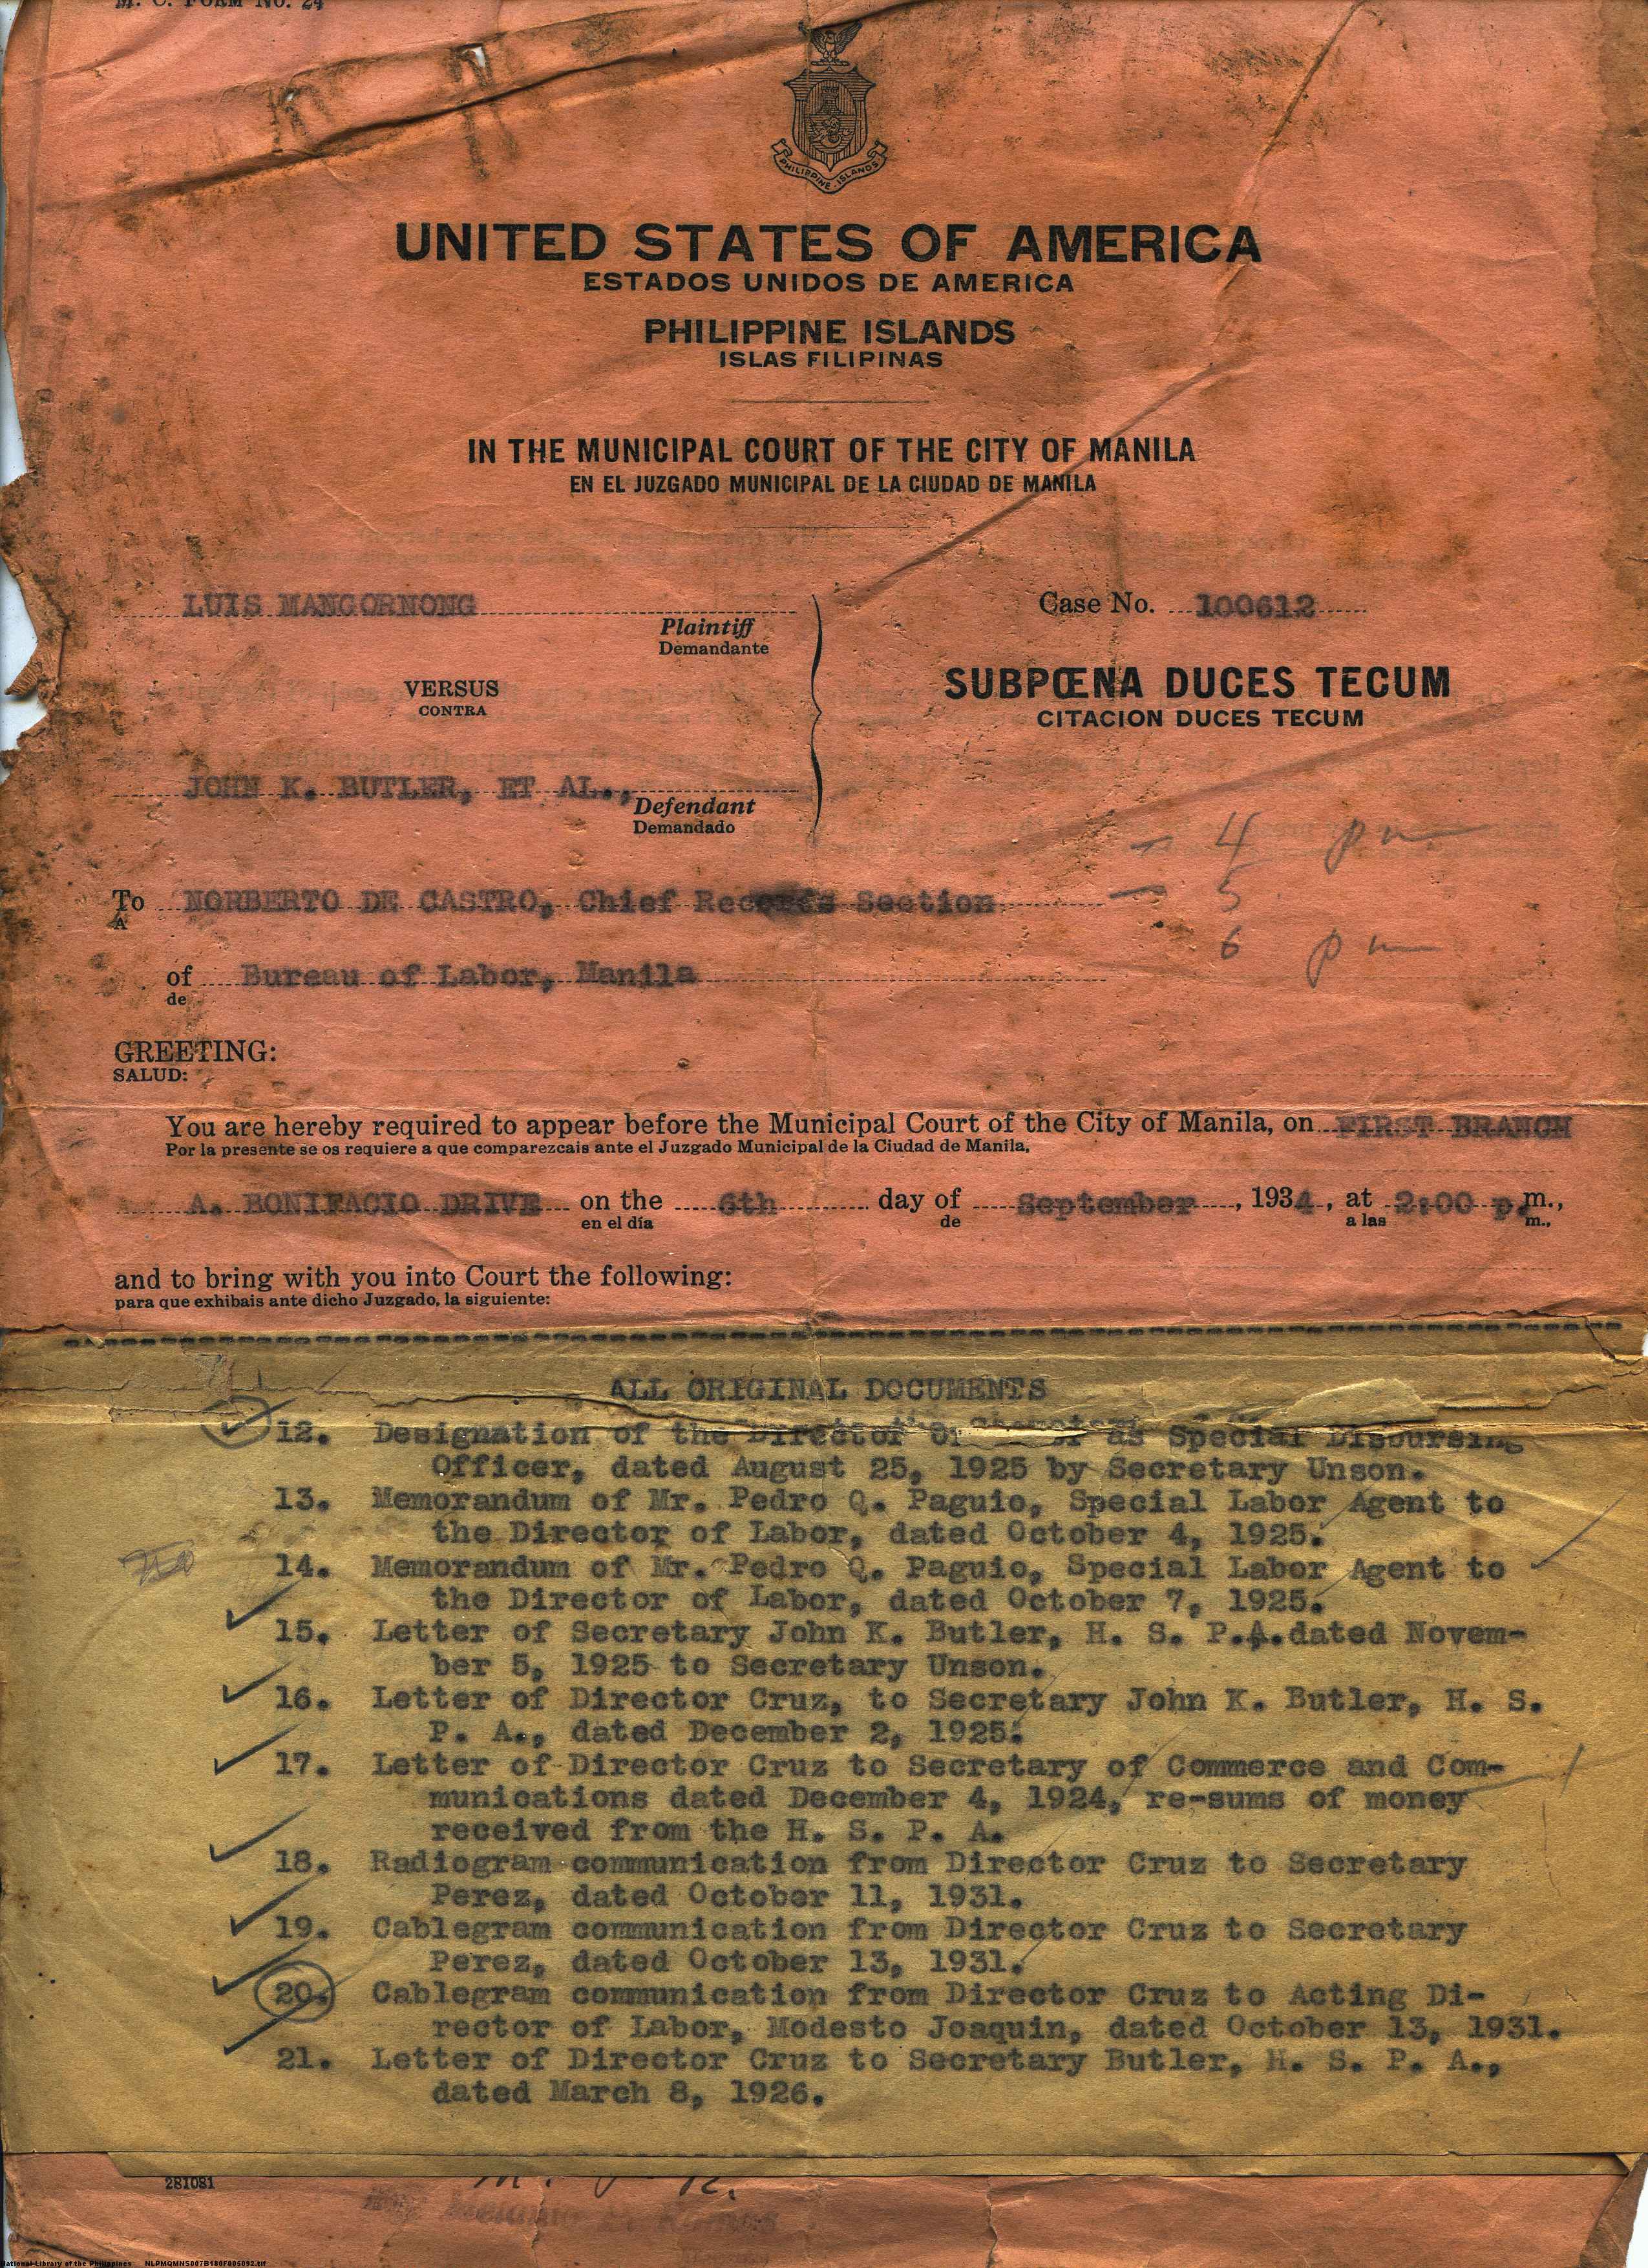 M. C. FORM NO. 24
PHILIPPINE ISLANDS
UNITED STATES OF AMERICA
ESTADOS UNIDOS DE AMERICA
PHILIPPINE ISLANDS
ISLAS FILIPINAS
IN THE MUNICIPAL COURT OF THE CITY OF MANILA
EN EL JUZGADO MUNICIPAL DE LA CIUDAD DE MANILA
LUIS MANGORNONG
Plaintiff
Demandante
VERSUS
CONTRA
JOHN K. BUTLER, ET AL.,
Defendant
Demandado
Case No. 100612
SUBPŒNA DUCES TECUM
CITACION DUCES TECUM
4 pm
5
6 pm
To NORBERTO DE CASTRO, Chief Records Section
A
of Bureau of Labor, Manila
de
GREETING:
SALUD:
You are hereby required to appear before the Municipal Court of the City of Manila, on FIRST BRANCH
Por la presente se os requiere a que comparezcais ante el Juzgado Municipal de la Ciudad de Manila,
A. BONIFACIO DRIVE on the 6th day of September, 1934, at 2:00 p.m.,
en el día de a las m.,
and to bring with you into Court the following:
para que exhibais ante dicho Juzgado, la siguiente:
ALL ORIGINAL DOCUMENTS
12. Designation of the Director as Special Disbursing
Officer, dated August 25, 1925 by Secretary Unson.
13. Memorandum of Mr. Pedro Q. Paguio, Special Labor Agent to
the Director of Labor, dated October 4, 1925.
14. Memorandum of Mr. Pedro Q. Paguio, Special Labor Agent to
the Director of Labor, dated October 7, 1925.
15. Letter of Secretary John K. Butler, H. S. P.A.dated Novem-
ber 5, 1925 to Secretary Unson.
16. Letter of Director Cruz, to Secretary John K. Butler, H. S.
P. A., dated December 2, 1925.
17. Letter of Director Cruz to Secretary of Commerce and Com-
munications dated December 4, 1924, re-sums of money
received from the H. S. P. A.
18. Radiogram communication from Director Cruz to Secretary
Perez, dated October 11, 1931.
19. Cablegram communication from Director Cruz to Secretary
Perez, dated October 13, 1931.
20. Cablegram communication from Director Cruz to Acting Di-
rector of Labor, Modesto Joaquin, dated October 13, 1931.
21. Letter of Director Cruz to Secretary Butler, H. S. P. A.,
dated March 8, 1926.
281081
National Library of the Philippines NLPMQMNS007B180F005092.tif